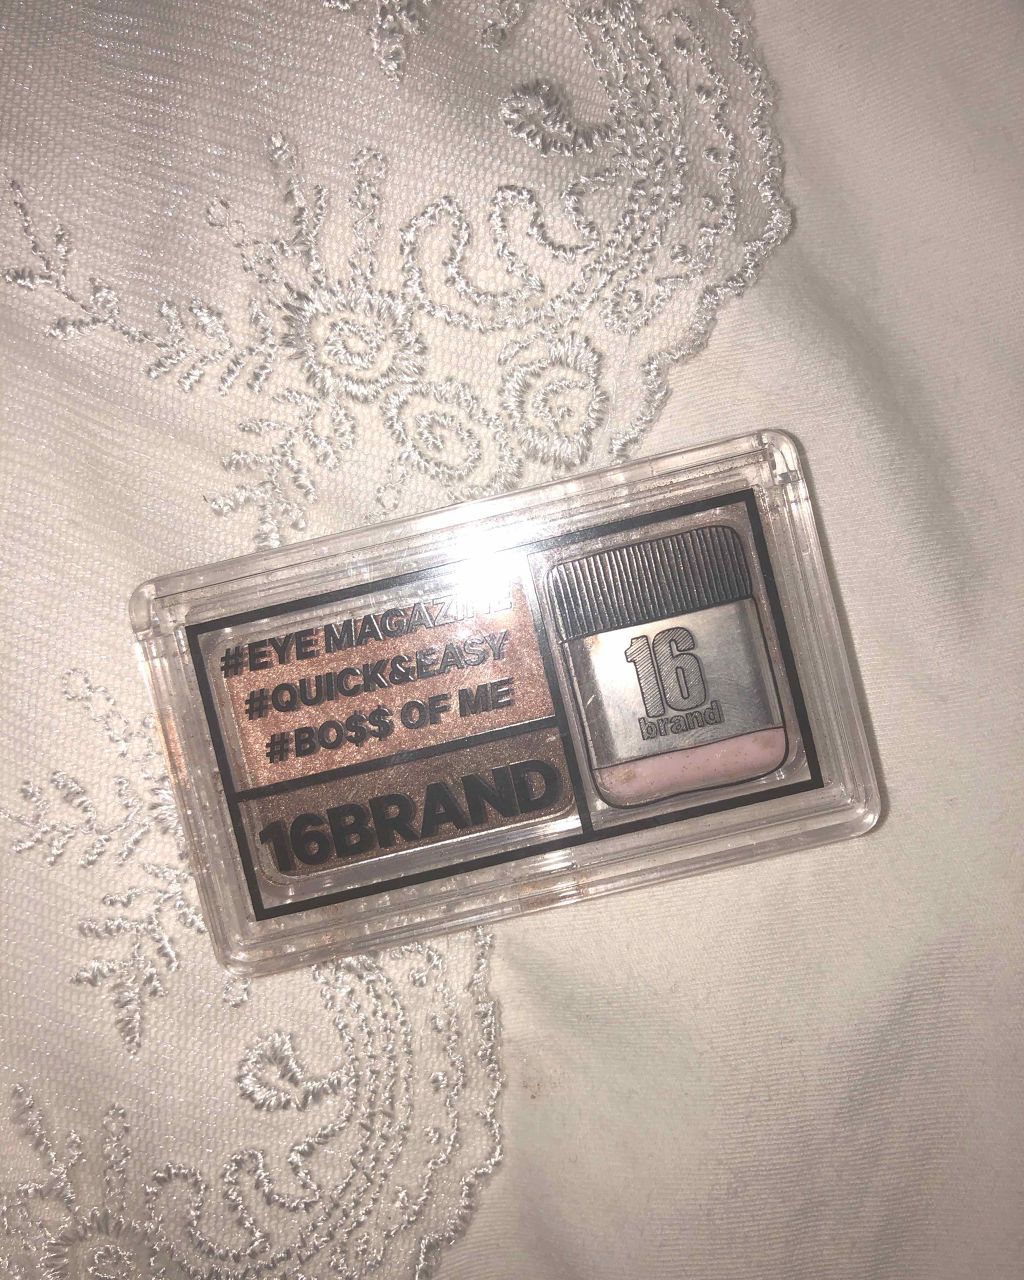 #EYE MAGAZINE
#QUICK&EASY
#BO$$ OF ME
16BRAND
16
brand